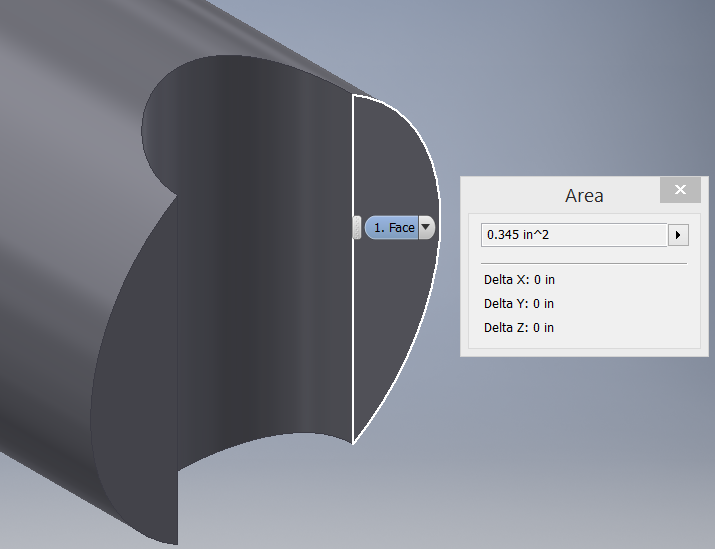 Area
1. Face
0.345 in^2
Delta X: 0 in
Delta Y: 0 in
Delta Z: 0 in